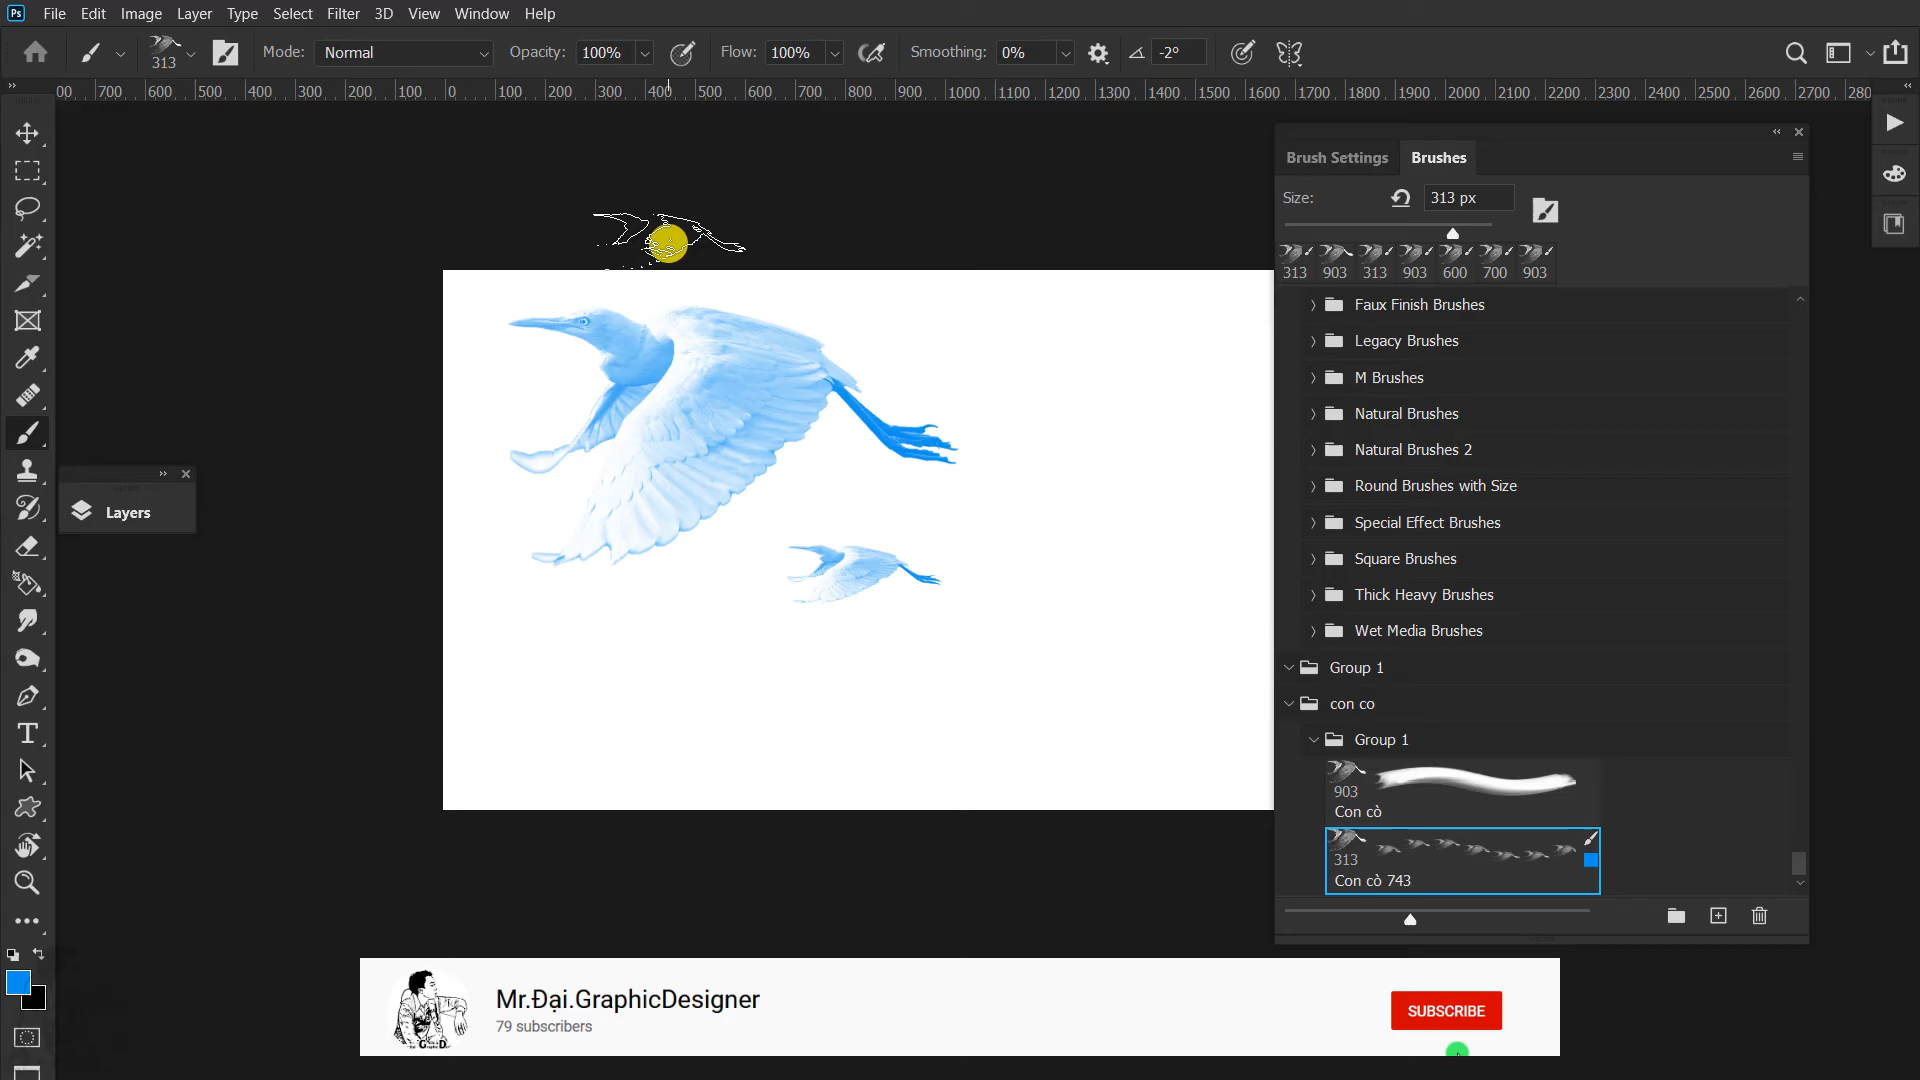 Ps File Edit Image Layer Type Select Filter 3D View Window Help
313 Mode: Normal Opacity: 100% Flow: 100% Smoothing: 0% -2°
00 700 600 500 400 300 200 100 0 100 200 300 400 500 600 700 800 900 1000 1100 1200 1300 1400 1500 1600 1700 1800 1900 2000 2100 2200 2300 2400 2500 2600 2700 2800
Brush Settings Brushes
Size: 313 px
313 903 313 903 600 700 903
Faux Finish Brushes
Legacy Brushes
M Brushes
Natural Brushes
Natural Brushes 2
Round Brushes with Size
Special Effect Brushes
Square Brushes
Thick Heavy Brushes
Wet Media Brushes
Group 1
con co
Group 1
903
Con cò
313
Con cò 743
Layers
Mr.Đại.GraphicDesigner
79 subscribers
SUBSCRIBE